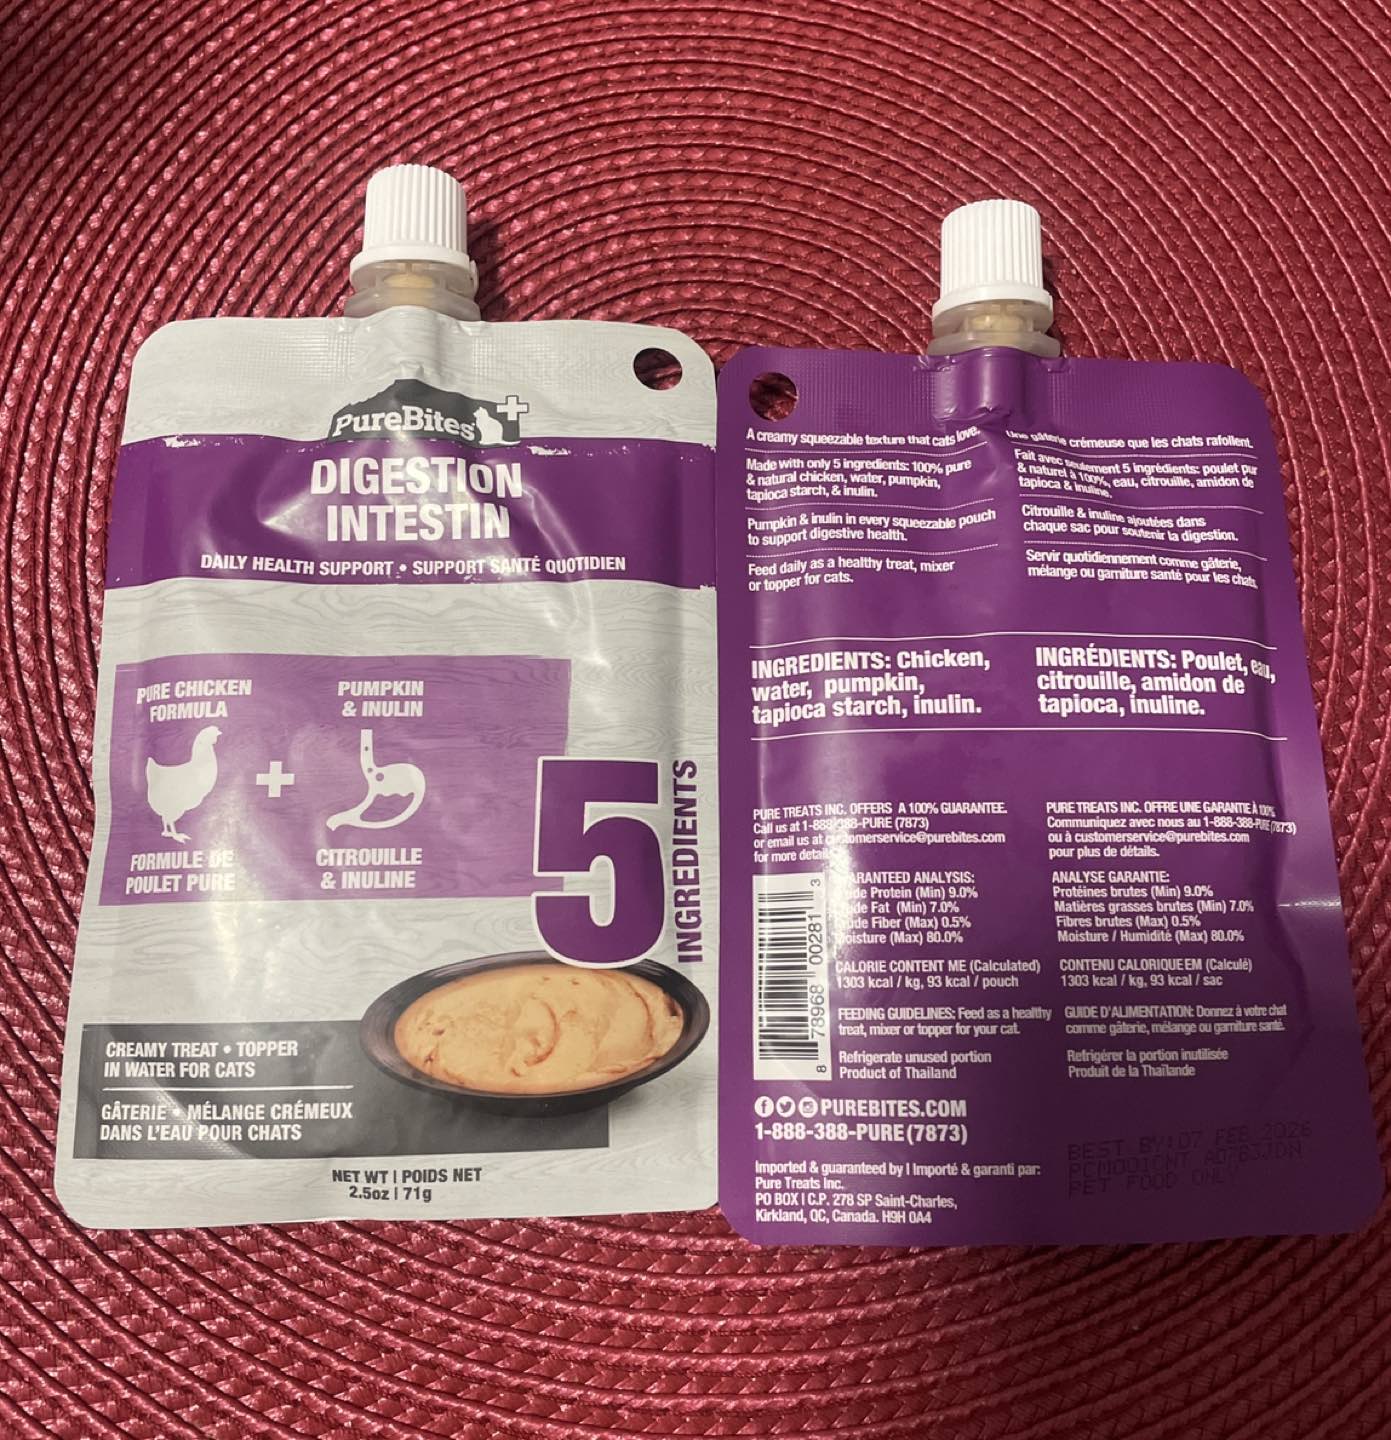 PureBites
DIGESTION
INTESTIN
DAILY HEALTH SUPPORT • SUPPORT SANTÉ QUOTIDIEN
PURE CHICKEN
FORMULA
PUMPKIN
& INULIN
+
FORMULE DE
POULET PURE
CITROUILLE
& INULINE
5
INGREDIENTS
CREAMY TREAT • TOPPER
IN WATER FOR CATS
GÂTERIE • MÉLANGE CRÉMEUX
DANS L'EAU POUR CHATS
NET WT | POIDS NET
2.5oz | 71g
A creamy squeezable texture that cats love.
Made with only 5 ingredients: 100% pure
& natural chicken, water, pumpkin,
tapioca starch, & inulin.
Pumpkin & inulin in every squeezable pouch
to support digestive health.
Feed daily as a healthy treat, mixer
or topper for cats.
Une gâterie crémeuse que les chats rafollent.
Fait avec seulement 5 ingrédients: poulet pur
& naturel à 100%, eau, citrouille, amidon de
tapioca & inuline.
Citrouille & inuline ajoutées dans
chaque sac pour soutenir la digestion.
Servir quotidiennement comme gâterie,
mélange ou garniture santé pour les chats.
INGREDIENTS: Chicken,
water, pumpkin,
tapioca starch, inulin.
INGRÉDIENTS: Poulet, eau,
citrouille, amidon de
tapioca, inuline.
PURE TREATS INC. OFFERS A 100% GUARANTEE.
Call us at 1-888-388-PURE (7873)
or email us at customerservice@purebites.com
for more detail
PURE TREATS INC. OFFRE UNE GARANTIE À 100%
Communiquez avec nous au 1-888-388-PURE (7873)
ou à customerservice@purebites.com
pour plus de détails.
ARANTEED ANALYSIS:
ude Protein (Min) 9.0%
ude Fat (Min) 7.0%
ude Fiber (Max) 0.5%
oisture (Max) 80.0%
ANALYSE GARANTIE:
Protéines brutes (Min) 9.0%
Matières grasses brutes (Min) 7.0%
Fibres brutes (Max) 0.5%
Moisture / Humidité (Max) 80.0%
CALORIE CONTENT ME (Calculated)
1303 kcal / kg, 93 kcal / pouch
CONTENU CALORIQUE EM (Calculé)
1303 kcal / kg, 93 kcal / sac
FEEDING GUIDELINES: Feed as a healthy
treat, mixer or topper for your cat.
GUIDE D'ALIMENTATION: Donnez à votre chat
comme gâterie, mélange ou garniture santé.
Refrigerate unused portion
Product of Thailand
Refrigérer la portion inutilisée
Produit de la Thaïlande
8 78968 00281 3
PUREBITES.COM
1-888-388-PURE (7873)
Imported & guaranteed by | Importé & garanti par:
Pure Treats Inc.
PO BOX | C.P. 278 SP Saint-Charles,
Kirkland, QC, Canada. H9H 0A4
BEST BY:07 FEB 2026
PET FOOD ONLY